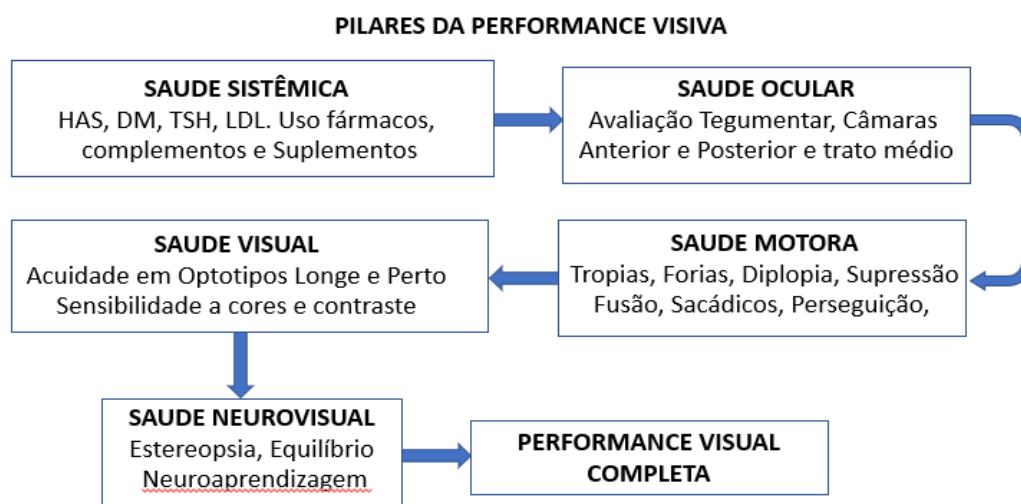 PILARES DA PERFORMANCE VISIVA
SAUDE SISTÊMICA
HAS, DM, TSH, LDL. Uso fármacos,
complementos e Suplementos
SAUDE OCULAR
Avaliação Tegumentar, Câmaras
Anterior e Posterior e trato médio
SAUDE MOTORA
Tropias, Forias, Diplopia, Supressão
Fusão, Sacádicos, Perseguição,
SAUDE VISUAL
Acuidade em Optotipos Longe e Perto
Sensibilidade a cores e contraste
SAUDE NEUROVISUAL
Estereopsia, Equilíbrio
Neuroaprendizagem
PERFORMANCE VISUAL
COMPLETA